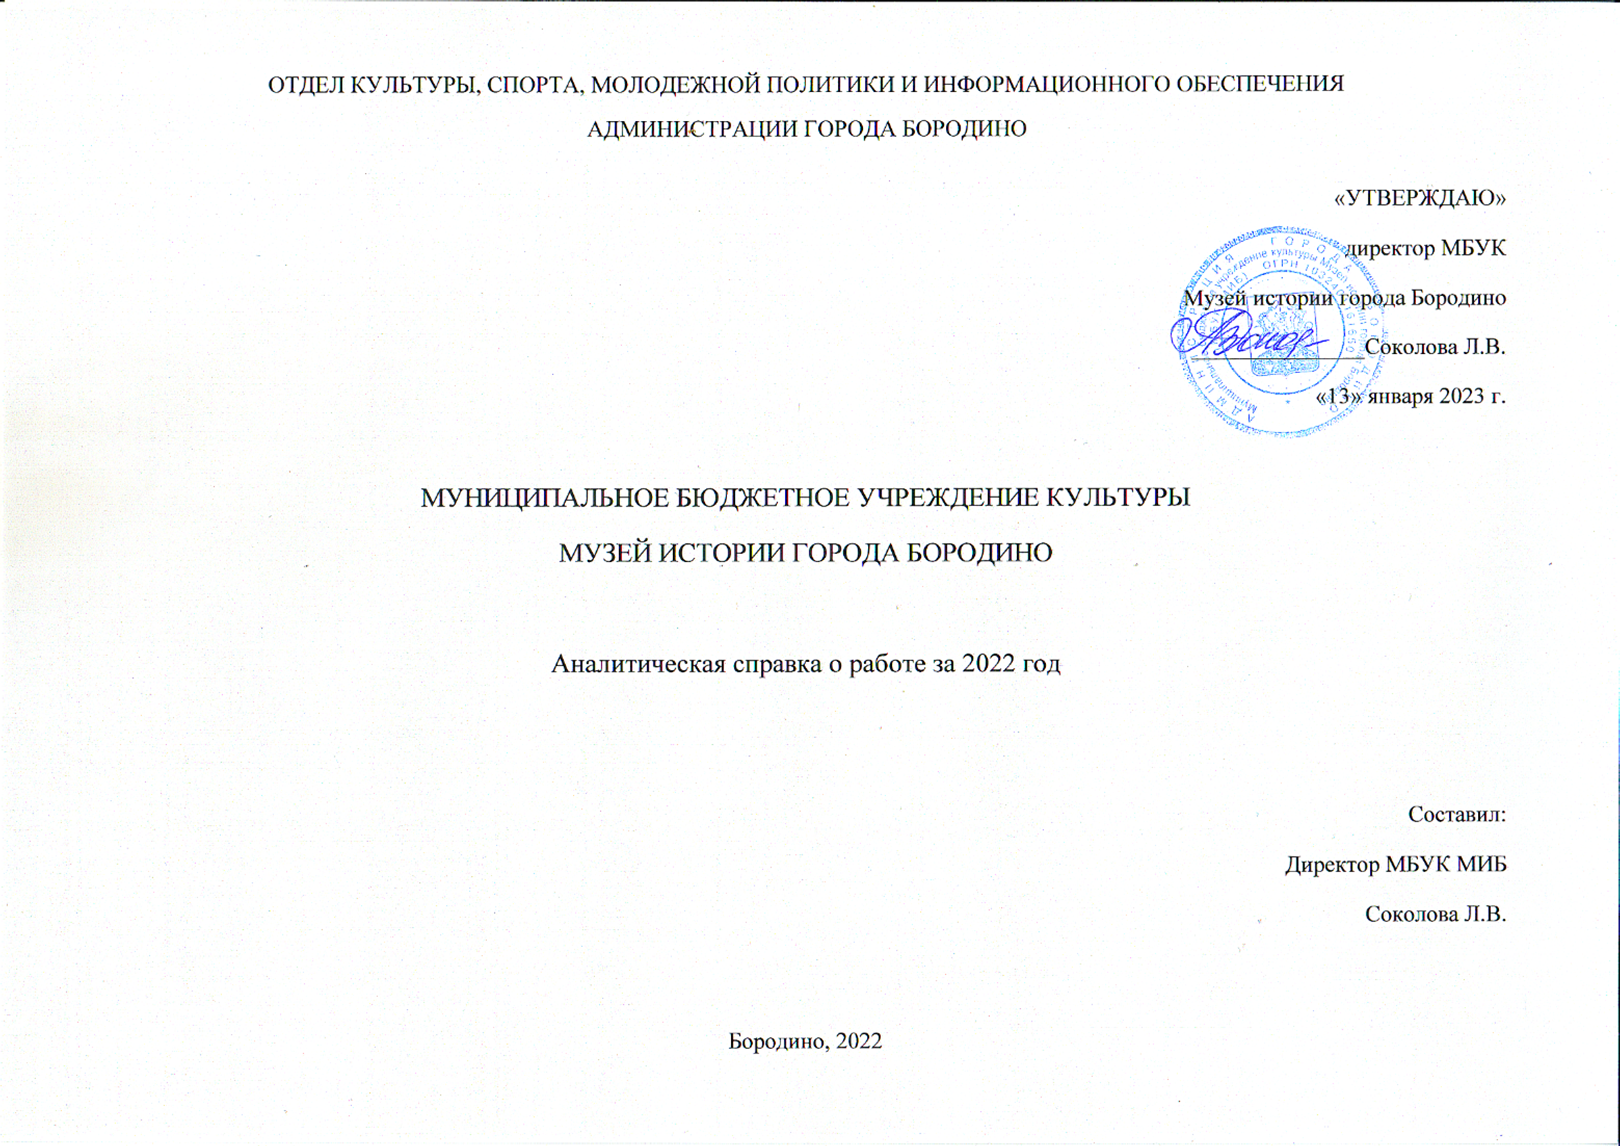 ОТДЕЛ КУЛЬТУРЫ, СПОРТА, МОЛОДЕЖНОЙ ПОЛИТИКИ И ИНФОРМАЦИОННОГО ОБЕСПЕЧЕНИЯ
АДМИНИСТРАЦИИ ГОРОДА БОРОДИНО
«УТВЕРЖДАЮ»
директор МБУК
Музей истории города Бородино
Соколова Л.В.
«13» января 2023 г.
МУНИЦИПАЛЬНОЕ БЮДЖЕТНОЕ УЧРЕЖДЕНИЕ КУЛЬТУРЫ
МУЗЕЙ ИСТОРИИ ГОРОДА БОРОДИНО
Аналитическая справка о работе за 2022 год
Составил:
Директор МБУК МИБ
Соколова Л.В.
Бородино, 2022